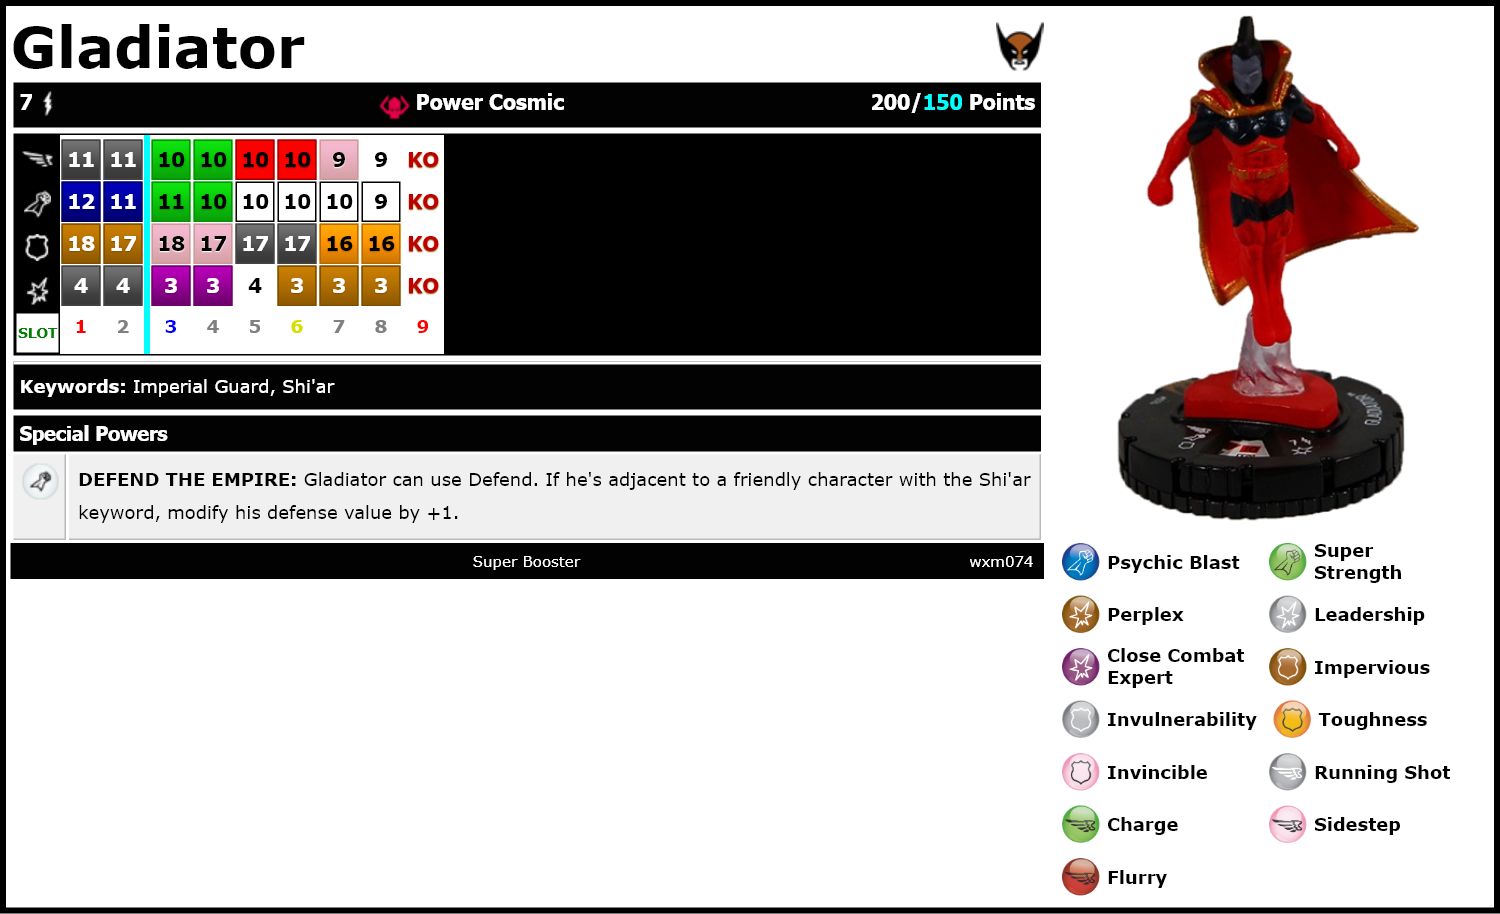 Gladiator
7 Power Cosmic 200/150 Points
11 11 10 10 10 10 9 9 KO
12 11 11 10 10 10 10 9 KO
18 17 18 17 17 17 16 16 KO
4 4 3 3 4 3 3 3 KO
SLOT 1 2 3 4 5 6 7 8 9
Keywords: Imperial Guard, Shi'ar
Special Powers
DEFEND THE EMPIRE: Gladiator can use Defend. If he's adjacent to a friendly character with the Shi'ar
keyword, modify his defense value by +1.
Super Booster wxm074
GLADIATOR
Psychic Blast
Super
Strength
Perplex
Leadership
Close Combat
Expert
Impervious
Invulnerability
Toughness
Invincible
Running Shot
Charge
Sidestep
Flurry